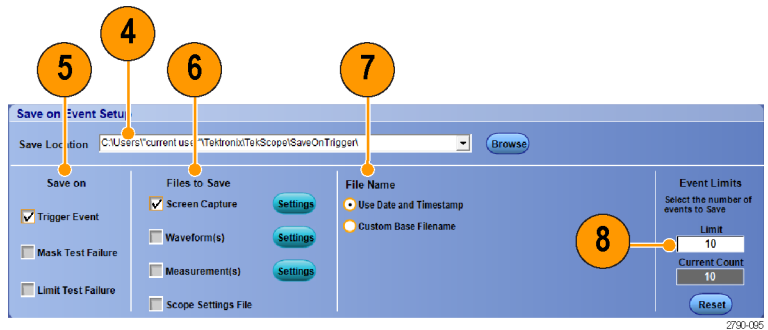 4
5
6
7
Save on Event Setup
Save Location C:\Users\"current user"\Tektronix\TekScope\SaveOnTrigger\ Browse
Save on
Files to Save
File Name
Event Limits
Trigger Event
Mask Test Failure
Limit Test Failure
Screen Capture Settings
Waveform(s) Settings
Measurement(s) Settings
Scope Settings File
Use Date and Timestamp
Custom Base Filename
8
Select the number of
events to Save
Limit
10
Current Count
10
Reset
2790-095